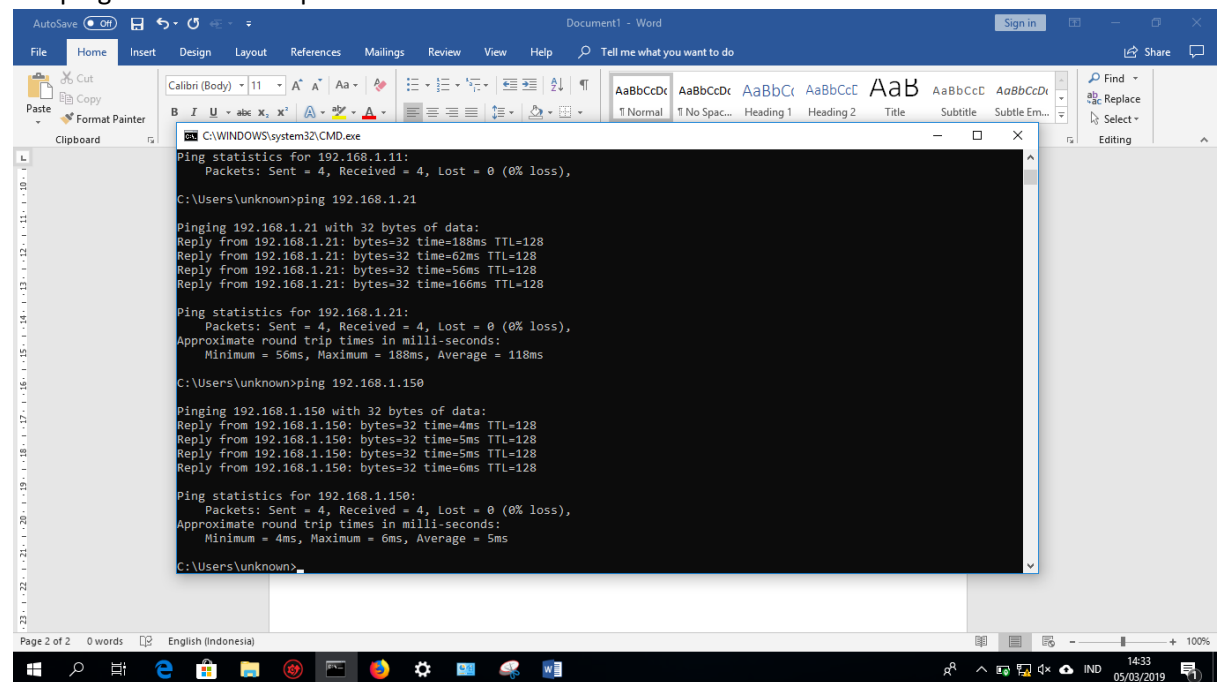 AutoSave Off
Document1 - Word
Sign in
File Home Insert Design Layout References Mailings Review View Help Tell me what you want to do Share
Paste
Cut
Copy
Format Painter
Clipboard
Calibri (Body) 11
AaBbCcDc AaBbCcDc AaBbCc AaBbCcE AaB AaBbCcD AaBbCcDc
¶ Normal ¶ No Spac... Heading 1 Heading 2 Title Subtitle Subtle Em...
Find
Replace
Select
Editing
C:\WINDOWS\system32\CMD.exe
Ping statistics for 192.168.1.11:
Packets: Sent = 4, Received = 4, Lost = 0 (0% loss),
C:\Users\unknown>ping 192.168.1.21
Pinging 192.168.1.21 with 32 bytes of data:
Reply from 192.168.1.21: bytes=32 time=188ms TTL=128
Reply from 192.168.1.21: bytes=32 time=62ms TTL=128
Reply from 192.168.1.21: bytes=32 time=56ms TTL=128
Reply from 192.168.1.21: bytes=32 time=166ms TTL=128
Ping statistics for 192.168.1.21:
Packets: Sent = 4, Received = 4, Lost = 0 (0% loss),
Approximate round trip times in milli-seconds:
Minimum = 56ms, Maximum = 188ms, Average = 118ms
C:\Users\unknown>ping 192.168.1.150
Pinging 192.168.1.150 with 32 bytes of data:
Reply from 192.168.1.150: bytes=32 time=4ms TTL=128
Reply from 192.168.1.150: bytes=32 time=5ms TTL=128
Reply from 192.168.1.150: bytes=32 time=5ms TTL=128
Reply from 192.168.1.150: bytes=32 time=6ms TTL=128
Ping statistics for 192.168.1.150:
Packets: Sent = 4, Received = 4, Lost = 0 (0% loss),
Approximate round trip times in milli-seconds:
Minimum = 4ms, Maximum = 6ms, Average = 5ms
C:\Users\unknown>_
Page 2 of 2 0 words English (Indonesia) 100%
IND
14:33
05/03/2019